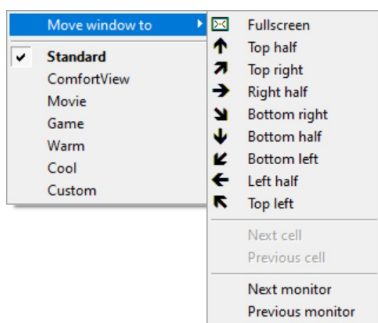 Move window to
Standard
ComfortView
Movie
Game
Warm
Cool
Custom
Fullscreen
Top half
Top right
Right half
Bottom right
Bottom half
Bottom left
Left half
Top left
Next cell
Previous cell
Next monitor
Previous monitor